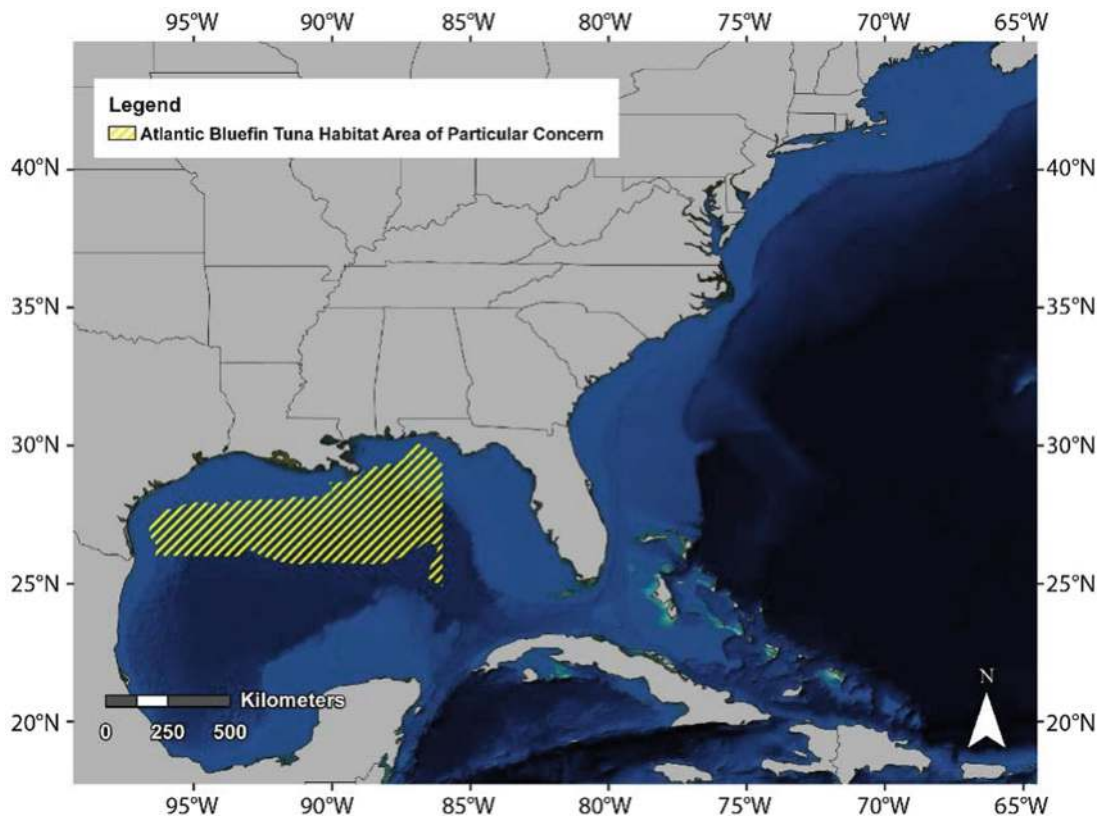 95°W 90°W 85°W 80°W 75°W 70°W 65°W
Legend
Atlantic Bluefin Tuna Habitat Area of Particular Concern
40°N 40°N
35°N 35°N
30°N 30°N
25°N 25°N
Kilometers
N
20°N 20°N
0 250 500
95°W 90°W 85°W 80°W 75°W 70°W 65°W